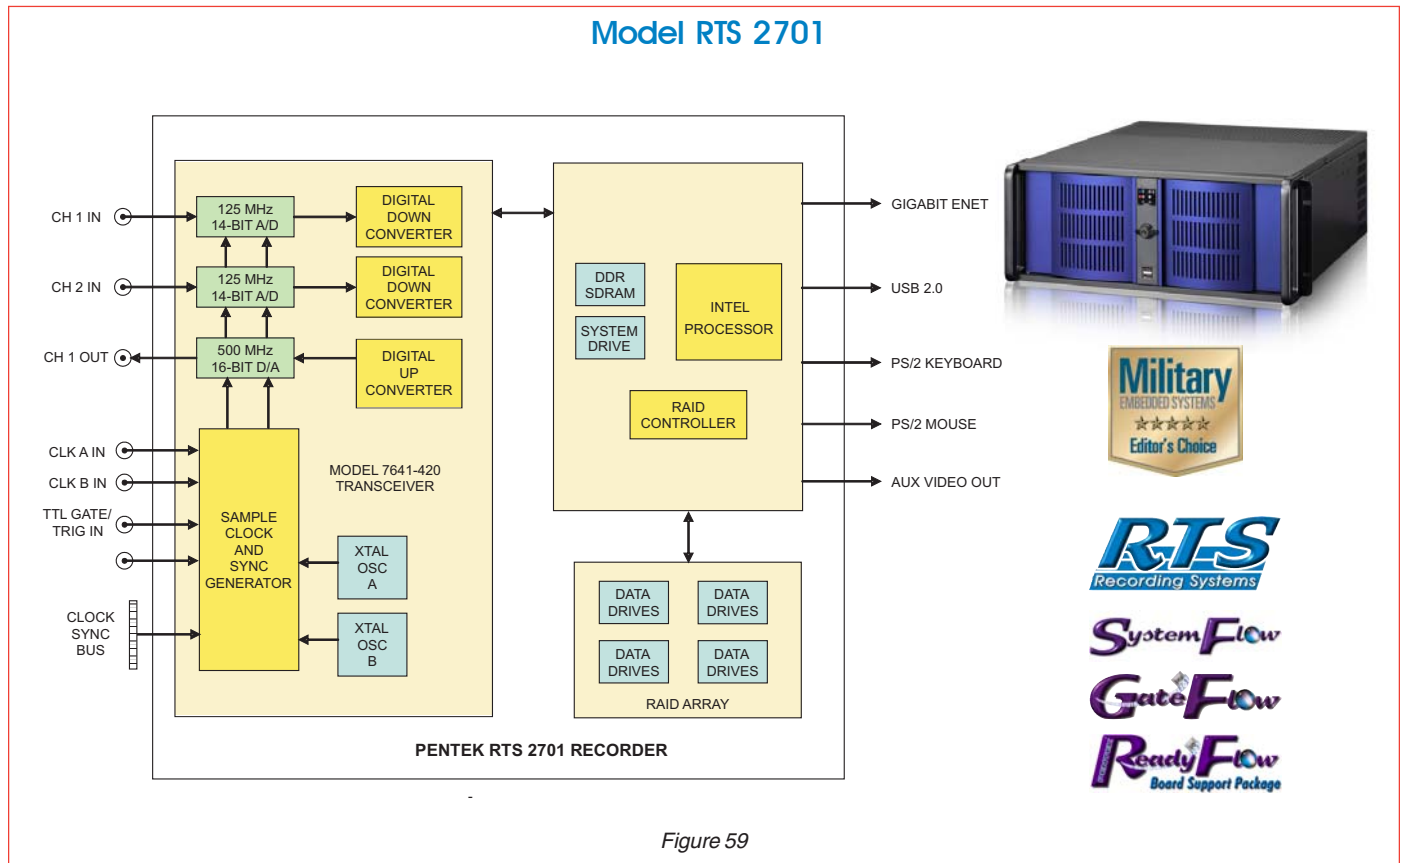 Model RTS 2701
CH 1 IN
125 MHz
14-BIT A/D
DIGITAL
DOWN
CONVERTER
CH 2 IN
125 MHz
14-BIT A/D
DIGITAL
DOWN
CONVERTER
CH 1 OUT
500 MHz
16-BIT D/A
DIGITAL
UP
CONVERTER
CLK A IN
CLK B IN
TTL GATE/
TRIG IN
CLOCK
SYNC
BUS
SAMPLE
CLOCK
AND
SYNC
GENERATOR
MODEL 7641-420
TRANSCEIVER
XTAL
OSC
A
XTAL
OSC
B
DDR
SDRAM
SYSTEM
DRIVE
INTEL
PROCESSOR
RAID
CONTROLLER
GIGABIT ENET
USB 2.0
PS/2 KEYBOARD
PS/2 MOUSE
AUX VIDEO OUT
DATA
DRIVES
DATA
DRIVES
DATA
DRIVES
DATA
DRIVES
RAID ARRAY
PENTEK RTS 2701 RECORDER
-
Military
EMBEDDED SYSTEMS
Editor's Choice
RTS
Recording Systems
SystemFlow
GateFlow
ReadyFlow
Board Support Package
Figure 59